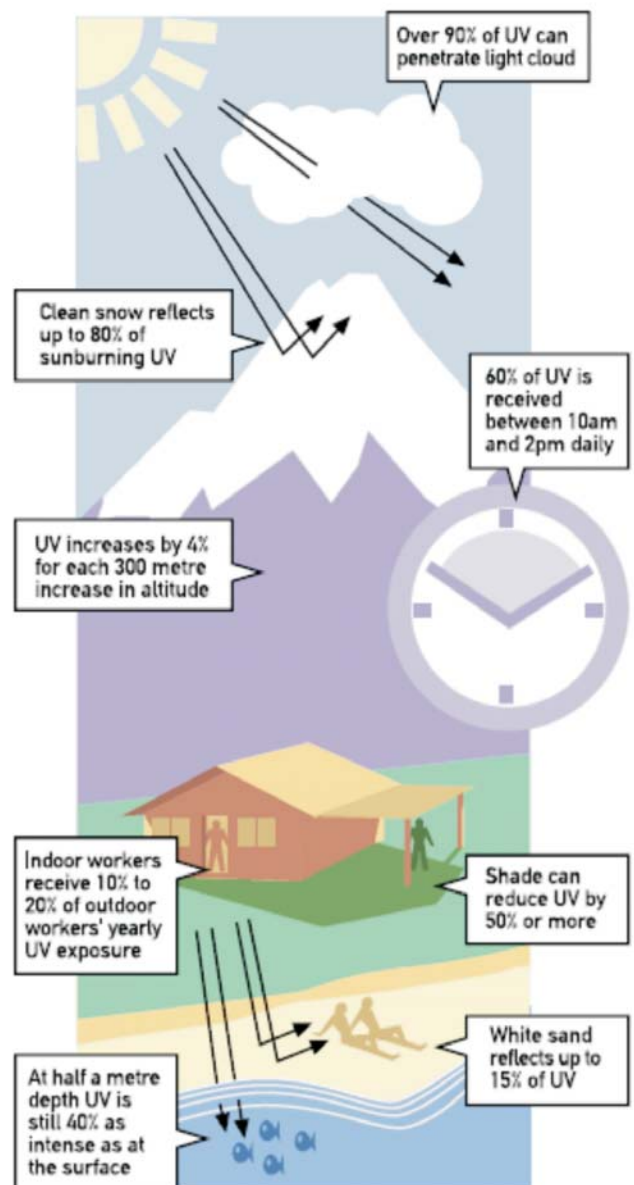 Over 90% of UV can
penetrate light cloud
Clean snow reflects
up to 80% of
sunburning UV
60% of UV is
received
between 10am
and 2pm daily
UV increases by 4%
for each 300 metre
increase in altitude
Indoor workers
receive 10% to
20% of outdoor
workers' yearly
UV exposure
Shade can
reduce UV by
50% or more
White sand
reflects up to
15% of UV
At half a metre
depth UV is
still 40% as
intense as at
the surface